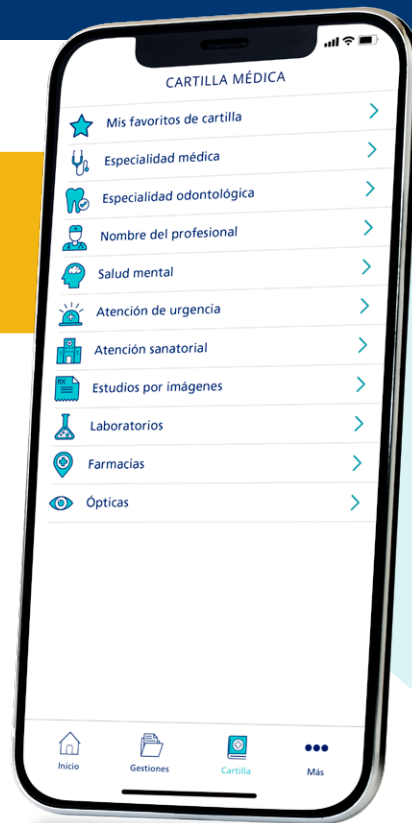 CARTILLA MÉDICA
Mis favoritos de cartilla
Especialidad médica
Especialidad odontológica
Nombre del profesional
Salud mental
Atención de urgencia
Atención sanatorial
RX
Estudios por imágenes
Laboratorios
Farmacias
Ópticas
Inicio
Gestiones
Cartilla
Más